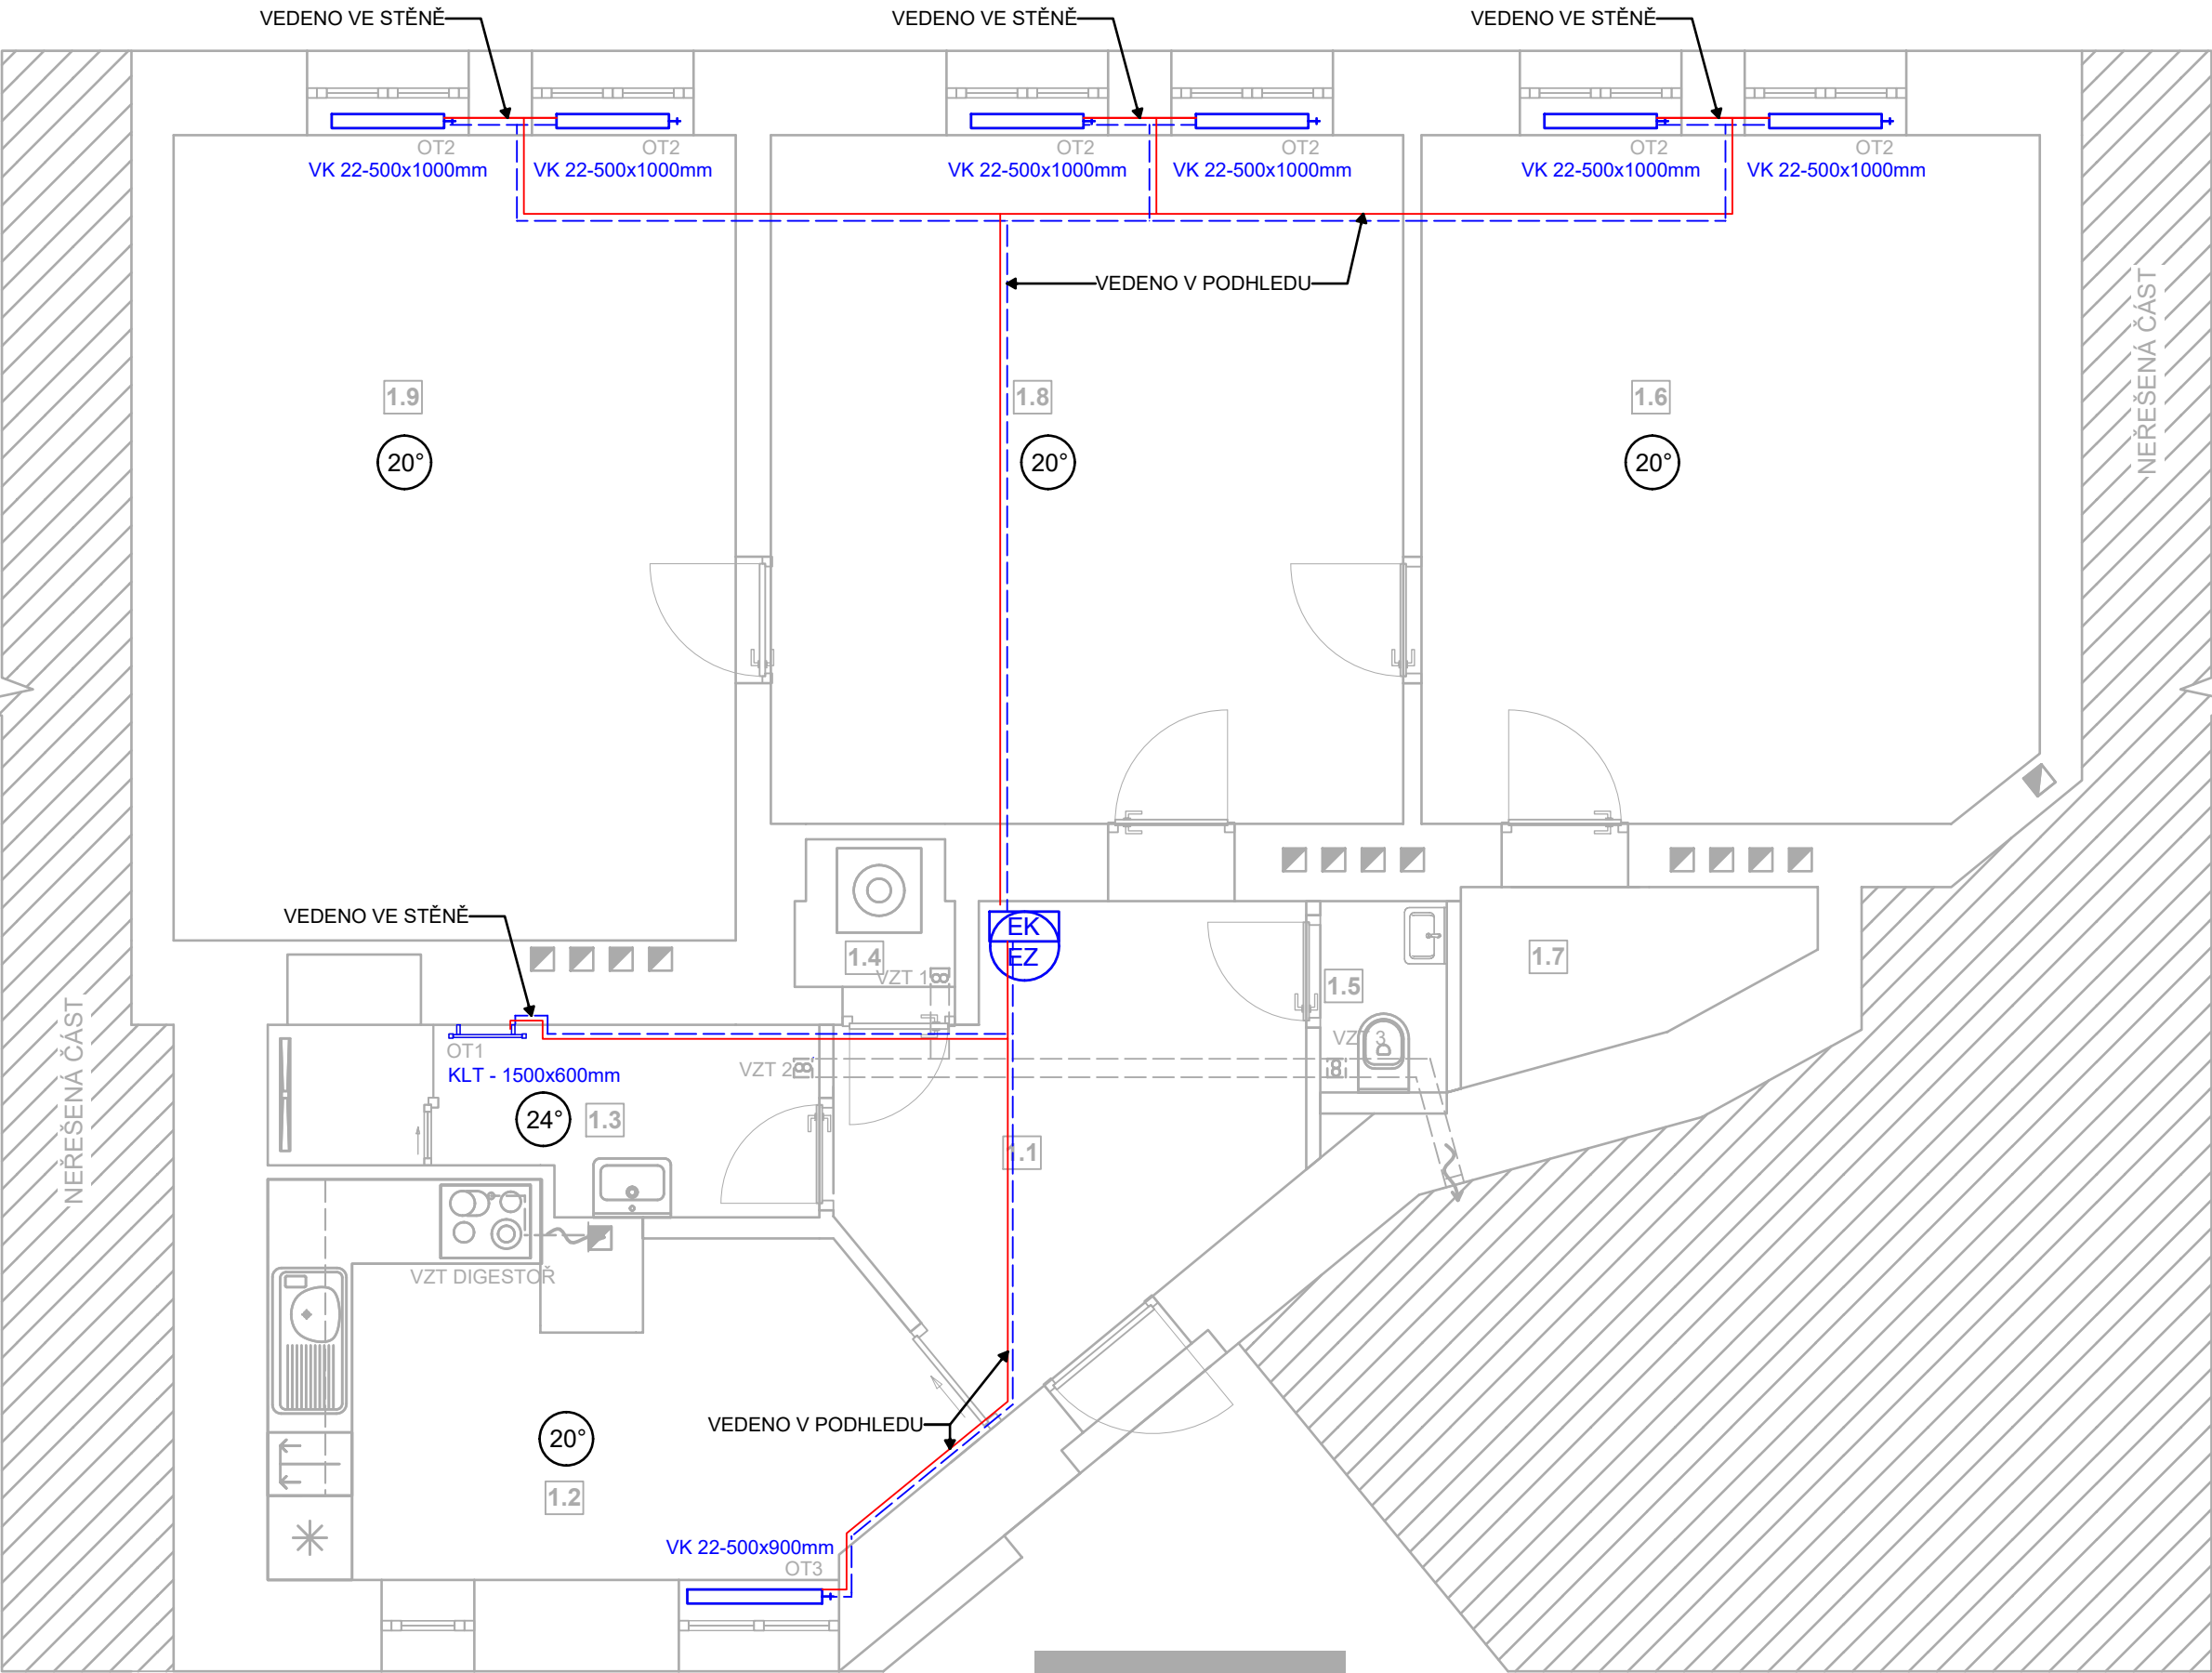 VEDENO VE STĚNĚ
VEDENO VE STĚNĚ
VEDENO VE STĚNĚ
OT2
OT2
OT2
OT2
OT2
OT2
VK 22-500x1000mm
VK 22-500x1000mm
VK 22-500x1000mm
VK 22-500x1000mm
VK 22-500x1000mm
VK 22-500x1000mm
VEDENO V PODHLEDU
NEŘEŠENÁ ČÁST
1.9
1.8
1.6
20°
20°
20°
VEDENO VE STĚNĚ
EK
EZ
1.4
VZT 1
1.7
1.5
VZT 3
OT1
KLT - 1500x600mm
VZT 2
24°
1.3
1.1
NEŘEŠENÁ ČÁST
VZT DIGESTOŘ
VEDENO V PODHLEDU
20°
1.2
VK 22-500x900mm
OT3